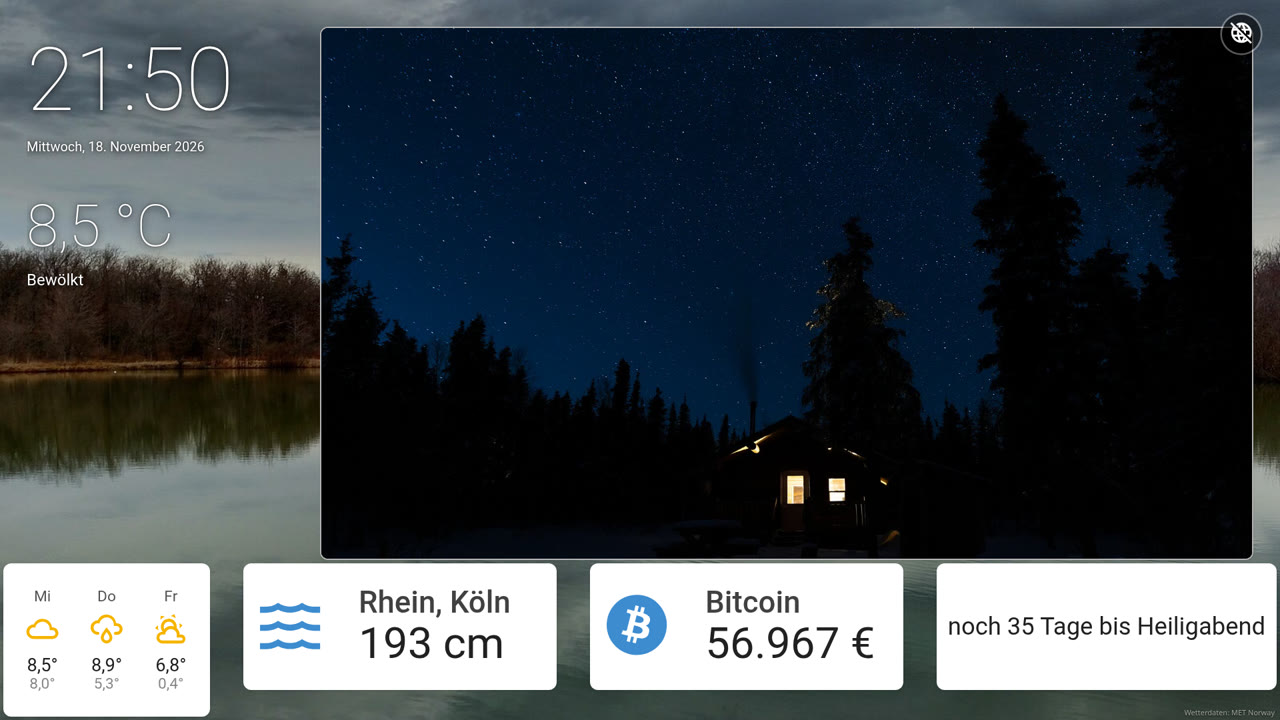 21:50
Mittwoch, 18. November 2026
8,5 °C
Bewölkt
Mi Do Fr
8,5° 8,9° 6,8°
8,0° 5,3° 0,4°
Rhein, Köln
193 cm
Bitcoin
56.967 €
noch 35 Tage bis Heiligabend
Wetterdaten: MET Norway